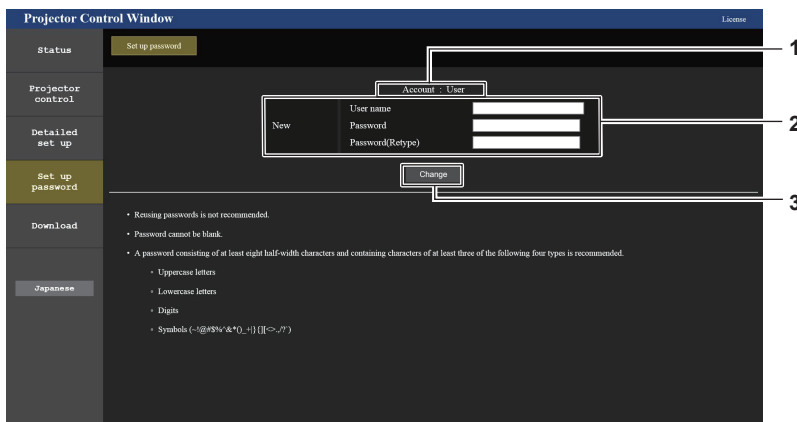 Projector Control Window
License
Status
Set up password
1
Projector
control
Account : User
New
User name
Password
Password(Retype)
2
Detailed
set up
Set up
password
Change
3
Download
• Reusing passwords is not recommended.
• Password cannot be blank.
• A password consisting of at least eight half-width characters and containing characters of at least three of the following four types is recommended.
◦ Uppercase letters
◦ Lowercase letters
◦ Digits
◦ Symbols (~!@#$%^&*()_+|}{][<>.,/?`)
Japanese